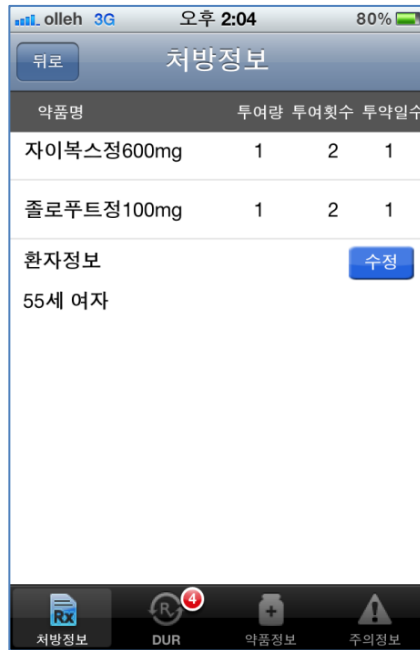 olleh 3G 오후 2:04 80%
뒤로 처방정보
약품명 투여량 투여횟수 투약일수
자이복스정600mg 1 2 1
졸로푸트정100mg 1 2 1
환자정보 수정
55세 여자
Rx R 4
처방정보 DUR 약품정보 주의정보